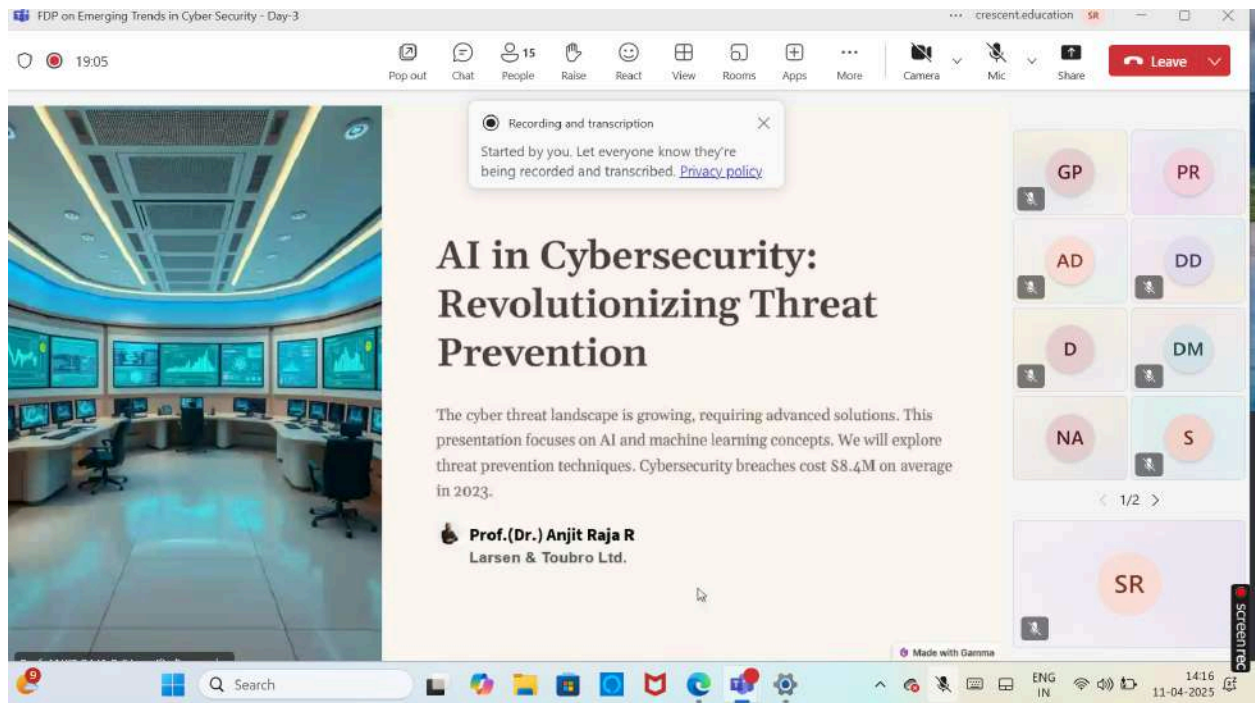 FDP on Emerging Trends in Cyber Security - Day-3
... crescent.education SR
19:05
Pop out
Chat
15
People
Raise
React
View
Rooms
Apps
More
Camera
Mic
Share
Leave
Recording and transcription
Started by you. Let everyone know they're
being recorded and transcribed. Privacy policy
AI in Cybersecurity:
Revolutionizing Threat
Prevention
The cyber threat landscape is growing, requiring advanced solutions. This
presentation focuses on AI and machine learning concepts. We will explore
threat prevention techniques. Cybersecurity breaches cost $8.4M on average
in 2023.
Prof.(Dr.) Anjit Raja R
Larsen & Toubro Ltd.
Made with Gamma
GP
PR
AD
DD
D
DM
NA
S
1/2
SR
screenrec
9
Search
ENG
IN
14:16
11-04-2025